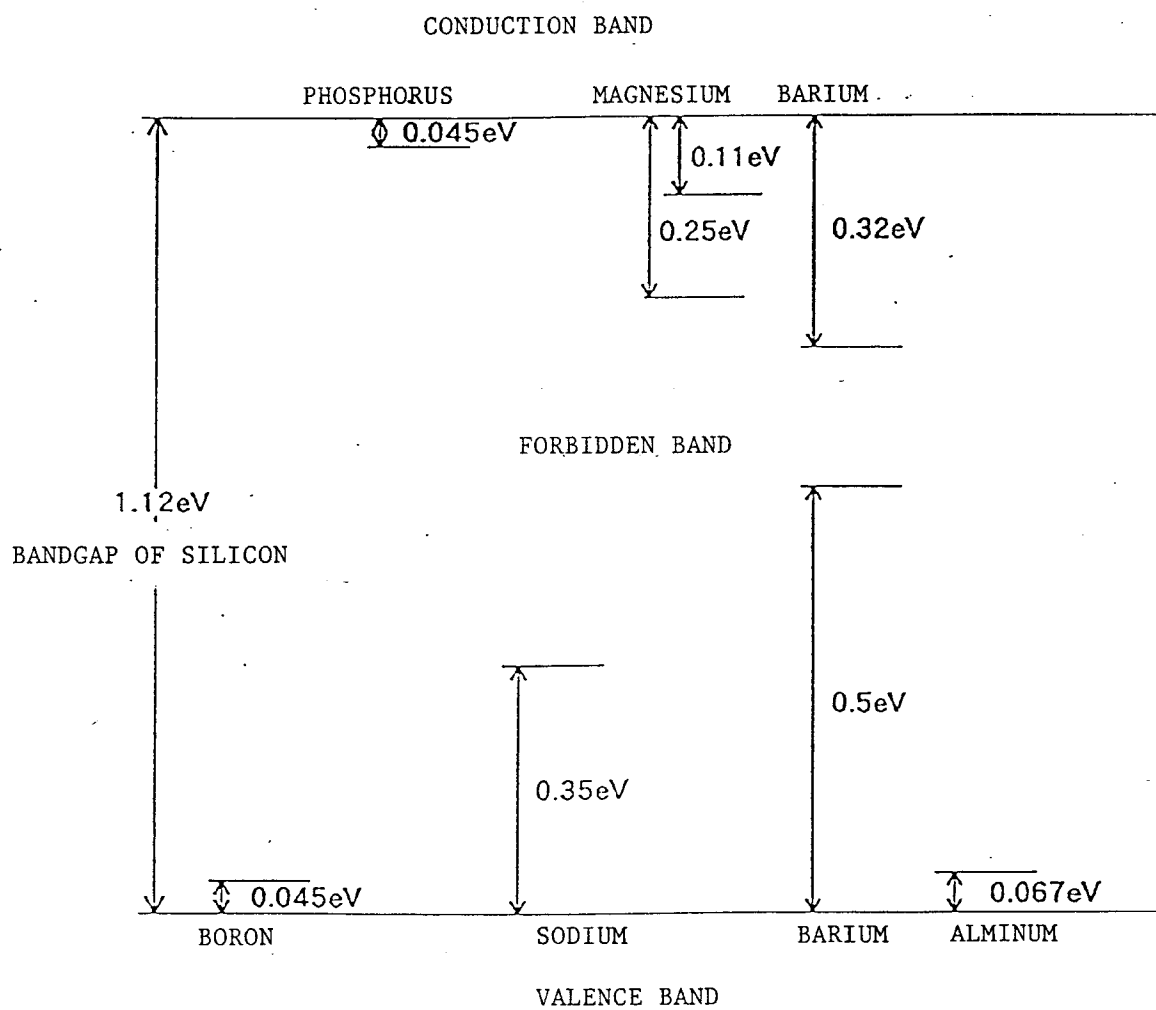 CONDUCTION BAND
PHOSPHORUS MAGNESIUM BARIUM
0.045eV
0.11eV
0.25eV 0.32eV
FORBIDDEN BAND
1.12eV
BANDGAP OF SILICON
0.5eV
0.35eV
0.045eV 0.067eV
BORON SODIUM BARIUM ALMINUM
VALENCE BAND